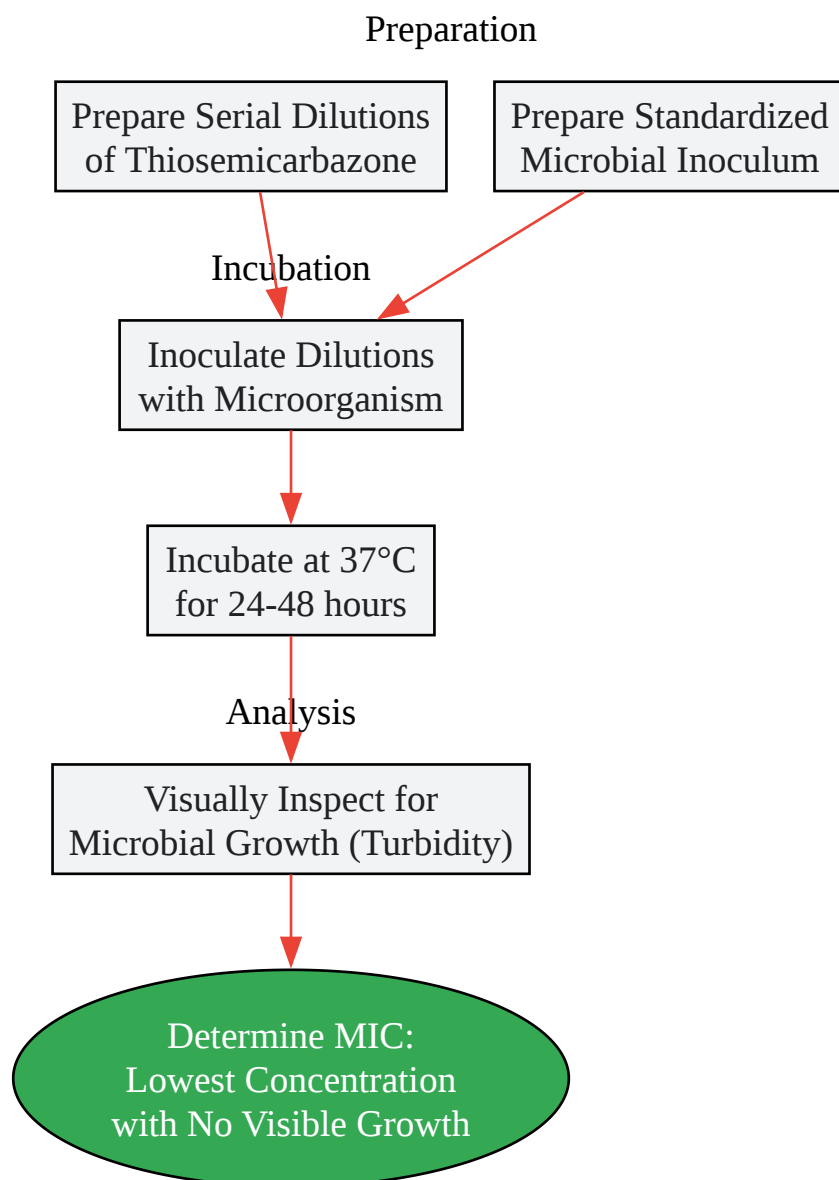 Preparation
Prepare Serial Dilutions
of Thiosemicarbazone
Prepare Standardized
Microbial Inoculum
Incubation
Inoculate Dilutions
with Microorganism
Incubate at 37°C
for 24-48 hours
Analysis
Visually Inspect for
Microbial Growth (Turbidity)
Determine MIC:
Lowest Concentration
with No Visible Growth